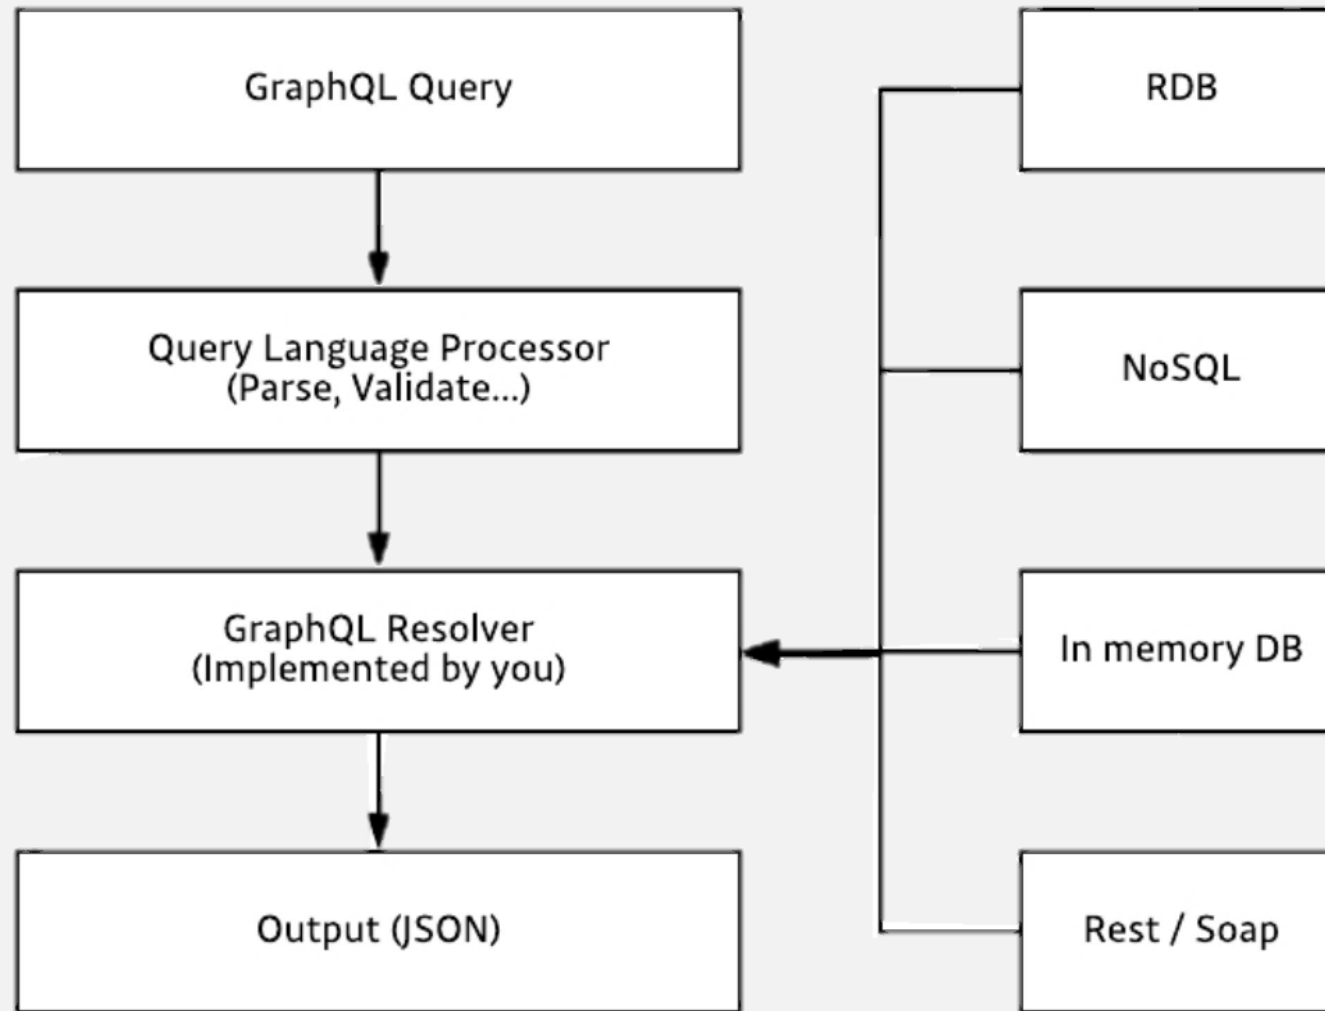 GraphQL Query
Query Language Processor
(Parse, Validate...)
GraphQL Resolver
(Implemented by you)
Output (JSON)
RDB
NoSQL
In memory DB
Rest / Soap